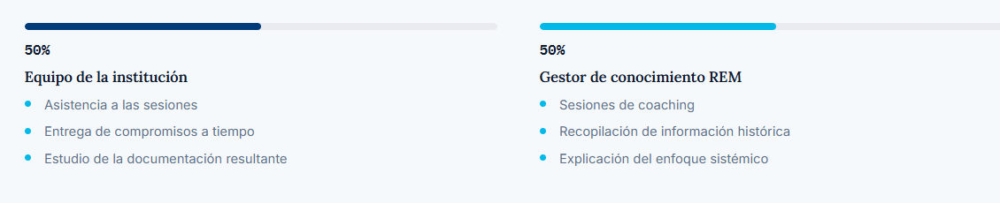 50%
Equipo de la institución
Asistencia a las sesiones
Entrega de compromisos a tiempo
Estudio de la documentación resultante
50%
Gestor de conocimiento REM
Sesiones de coaching
Recopilación de información histórica
Explicación del enfoque sistémico